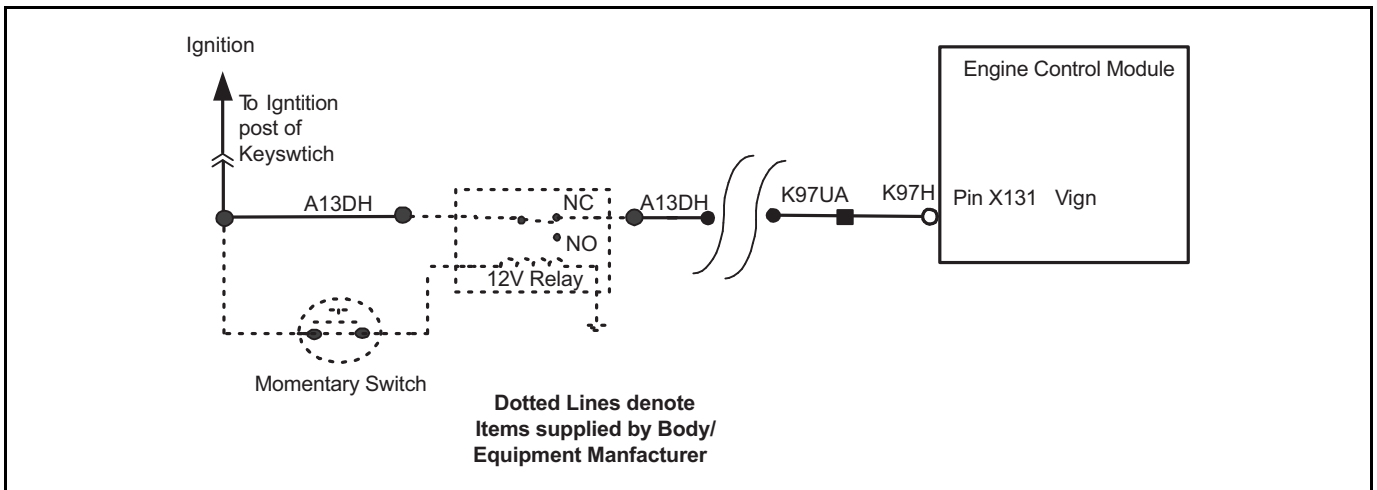 Ignition
To Igntition
post of
Keyswtich
Engine Control Module
A13DH
NC
A13DH
K97UA
K97H
Pin X131 Vign
NO
12V Relay
Momentary Switch
Dotted Lines denote
Items supplied by Body/
Equipment Manfacturer